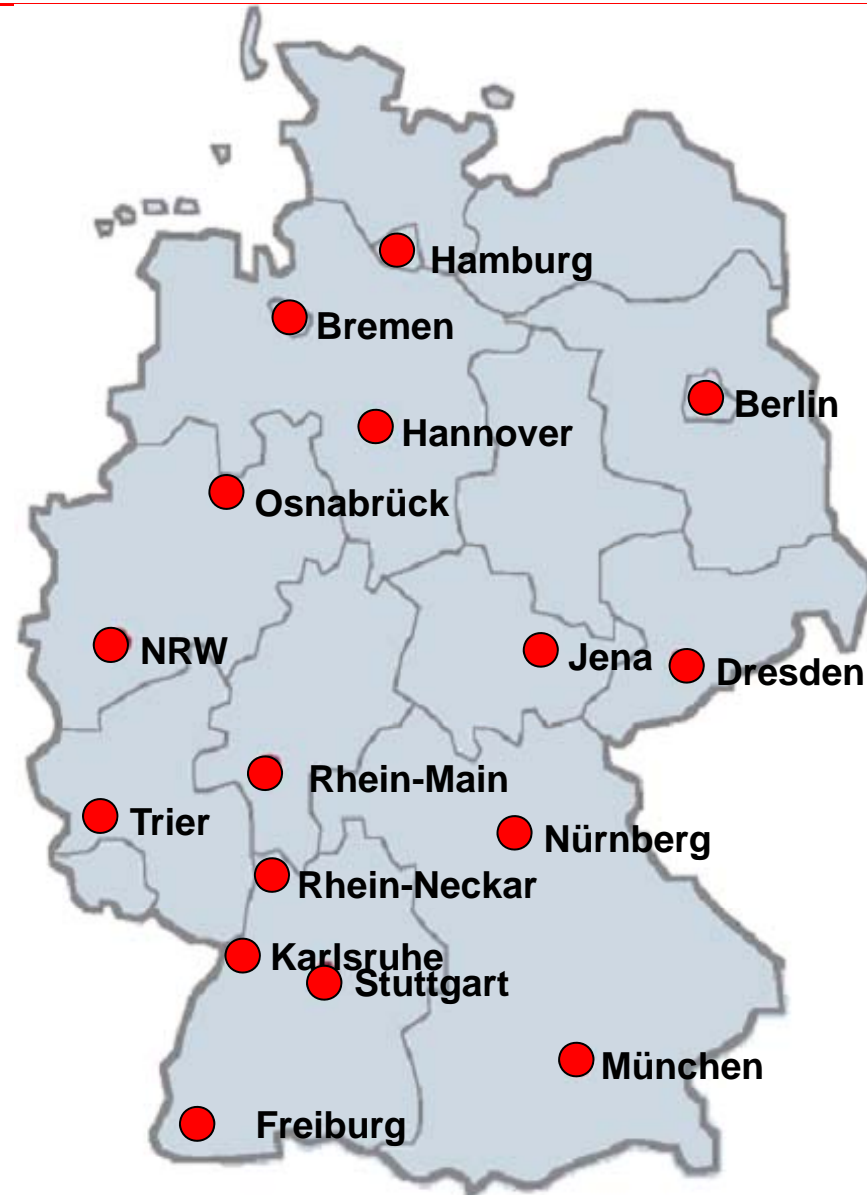 Hamburg
Bremen
Berlin
Hannover
Osnabrück
NRW
Jena
Dresden
Rhein-Main
Trier
Nürnberg
Rhein-Neckar
Karlsruhe
Stuttgart
München
Freiburg